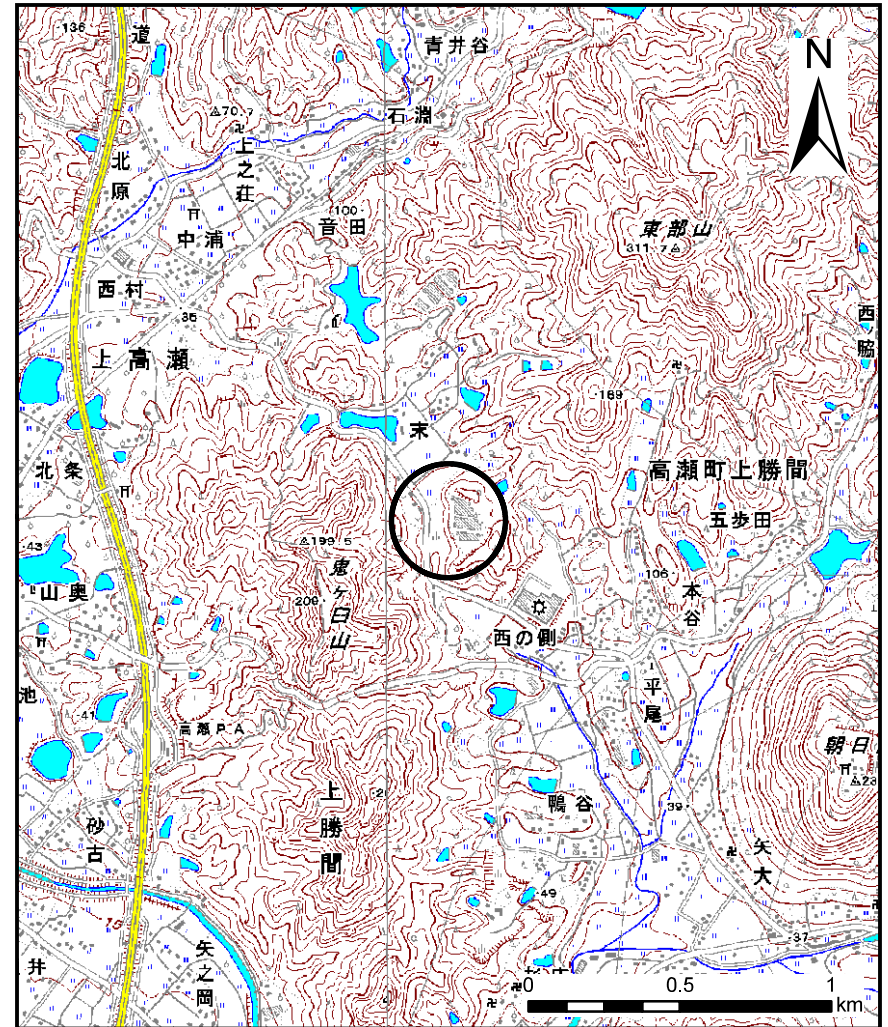 136
道
青井谷
70.7
石淵
上之荘
北原
N
100
音田
中浦
東部山
311.7
西村
35
西ノ脇
上高瀬
189
末
北条
高瀬町上勝間
五歩田
43
山奥
199.5
鬼ヶ臼山
209
106
本谷
西の側
平尾
池
41
高瀬PA
朝日
上勝間
鴨谷
39
砂古
矢大
49
37
矢之岡
井
0
0.5
1
km